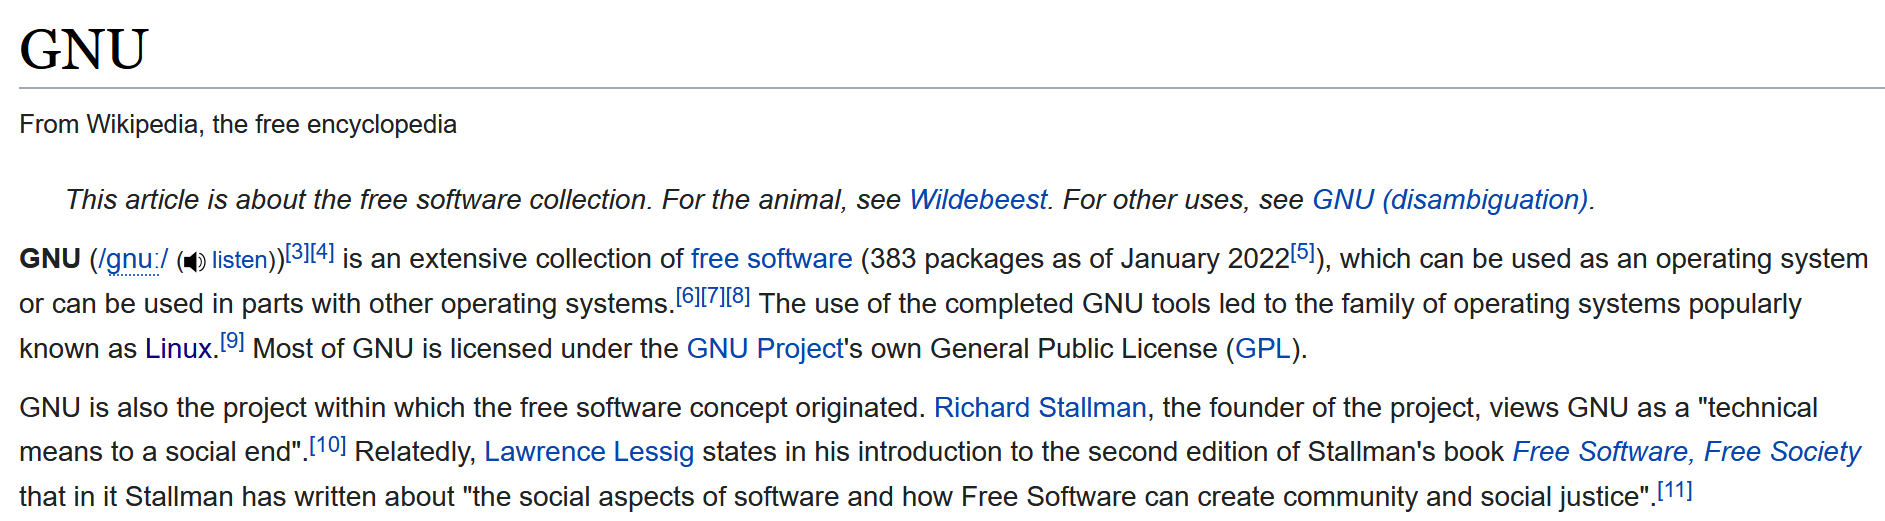 GNU
From Wikipedia, the free encyclopedia
This article is about the free software collection. For the animal, see Wildebeest. For other uses, see GNU (disambiguation).
GNU (/ɡnuː/ (listen))[3][4] is an extensive collection of free software (383 packages as of January 2022[5]), which can be used as an operating system
or can be used in parts with other operating systems.[6][7][8] The use of the completed GNU tools led to the family of operating systems popularly
known as Linux.[9] Most of GNU is licensed under the GNU Project's own General Public License (GPL).
GNU is also the project within which the free software concept originated. Richard Stallman, the founder of the project, views GNU as a "technical
means to a social end".[10] Relatedly, Lawrence Lessig states in his introduction to the second edition of Stallman's book Free Software, Free Society
that in it Stallman has written about "the social aspects of software and how Free Software can create community and social justice".[11]